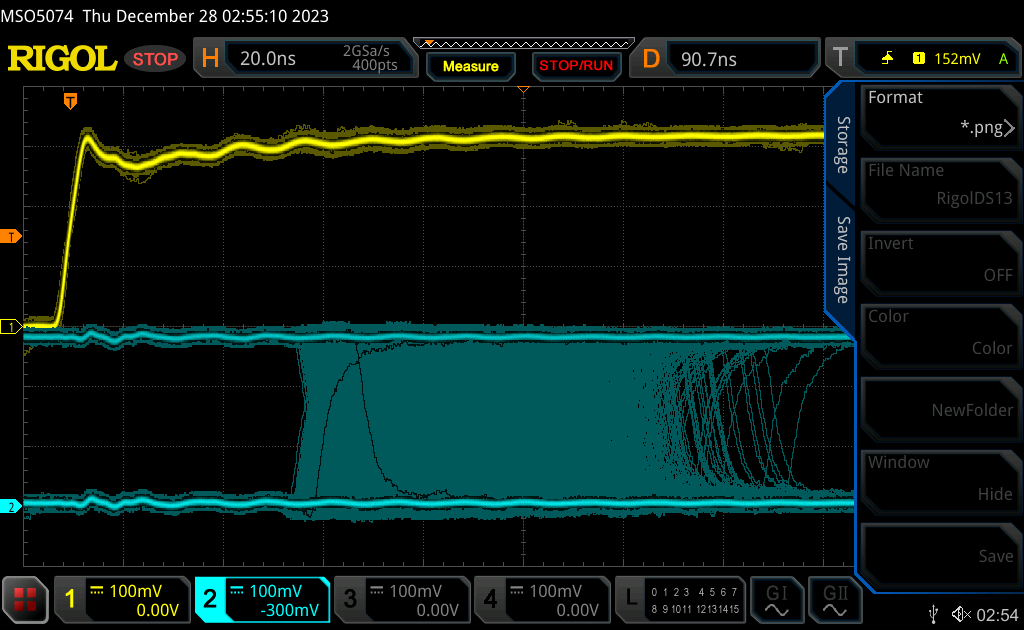 MSO5074 Thu December 28 02:55:10 2023
RIGOL STOP H 20.0ns 2GSa/s 400pts Measure STOP/RUN D 90.7ns T 1 152mV A
T
T
1
2
Storage
Save Image
Format
*.png
File Name
RigolDS13
Invert
OFF
Color
Color
NewFolder
Window
Hide
Save
1 100mV 0.00V
2 100mV -300mV
3 100mV 0.00V
4 100mV 0.00V
L 0 1 2 3 4 5 6 7
8 9 10 11 12 13 14 15
GI
GII
02:54